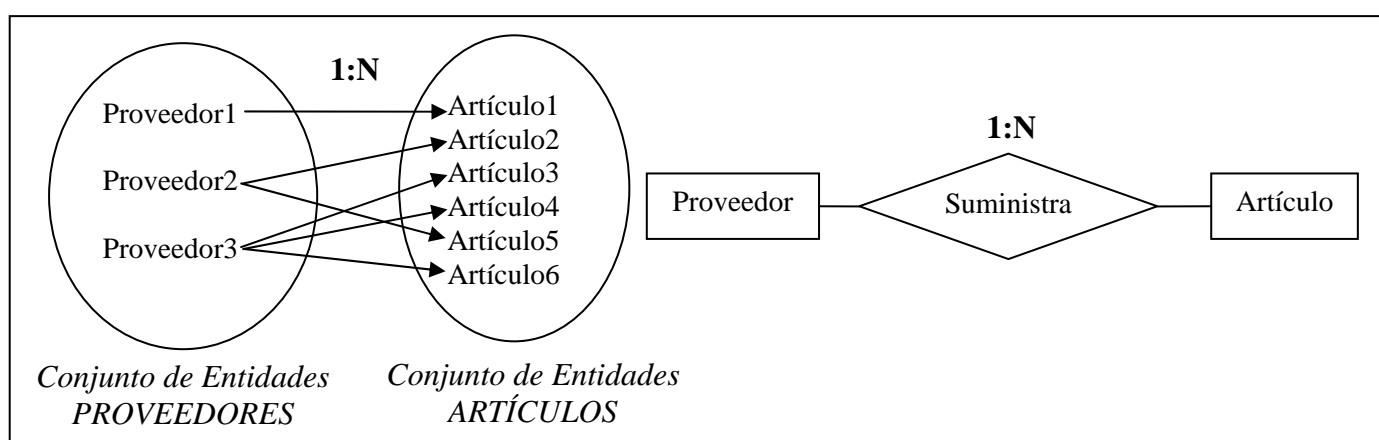 1:N
Proveedor1
Proveedor2
Proveedor3
Artículo1
Artículo2
Artículo3
Artículo4
Artículo5
Artículo6
Conjunto de Entidades
PROVEEDORES
Conjunto de Entidades
ARTÍCULOS
1:N
Proveedor
Suministra
Artículo